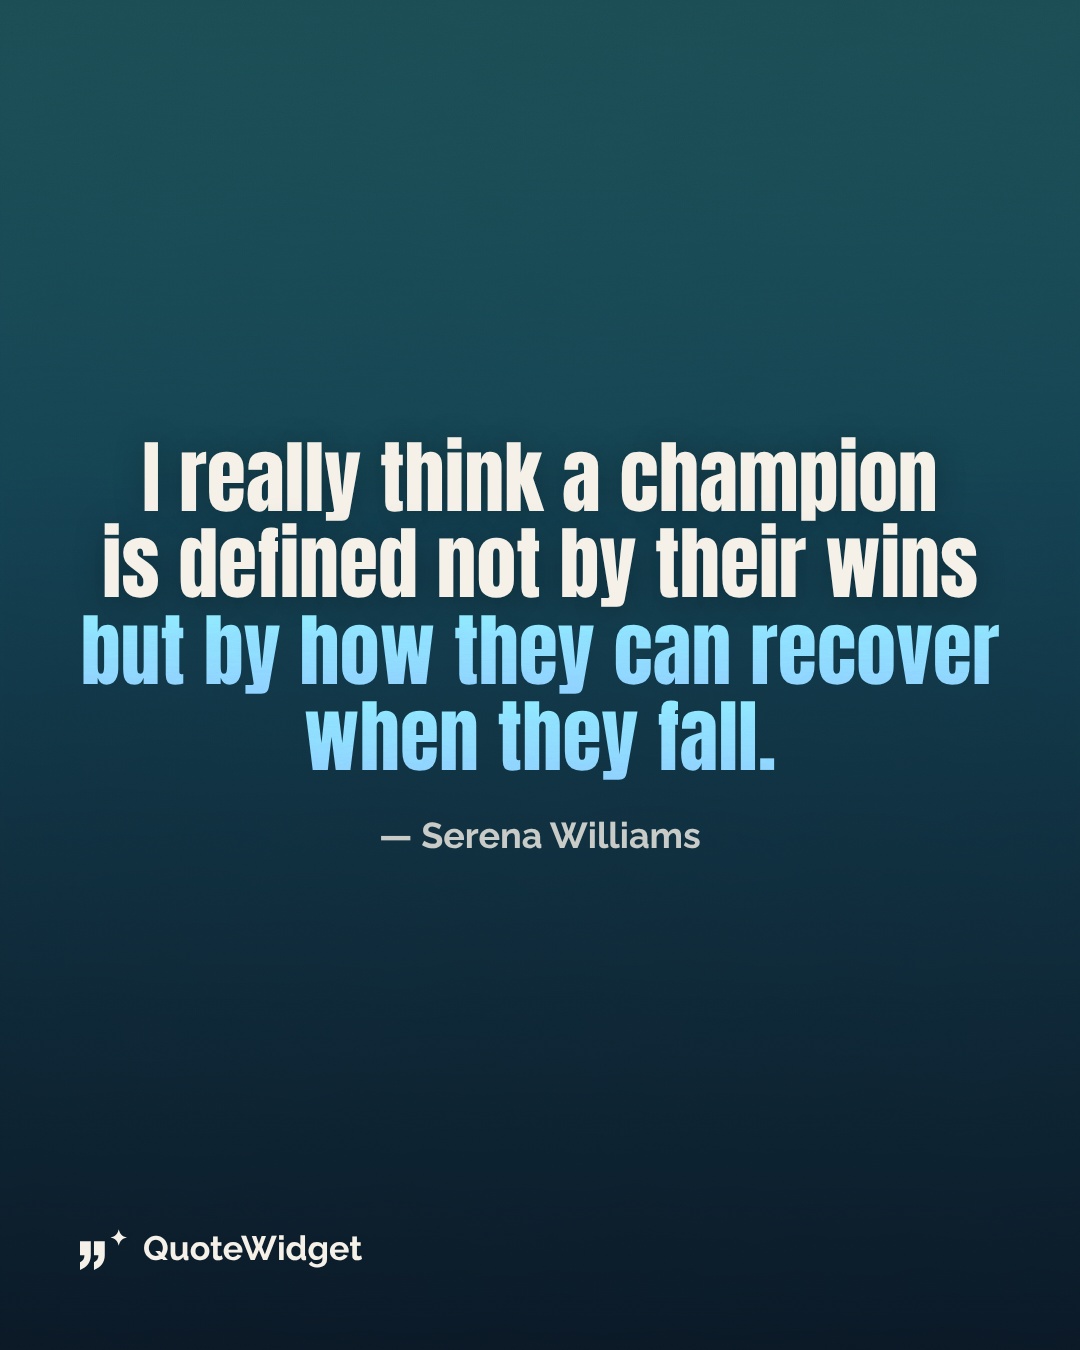 I really think a champion
is defined not by their wins
but by how they can recover
when they fall.
— Serena Williams
QuoteWidget